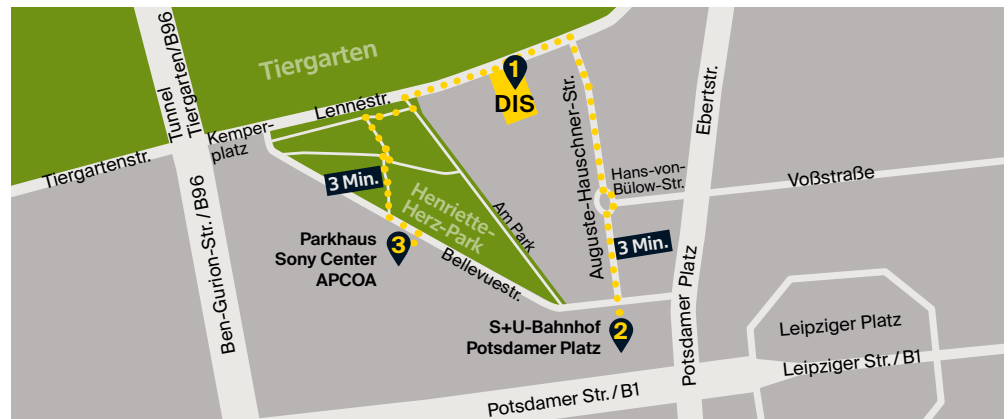 Tiergarten
Tunnel
Tiergarten/B96
Lennéstr.
Kemper-
platz
Tiergartenstr.
1
DIS
Auguste-Hauschner-Str.
Ebertstr.
Hans-von-
Bülow-Str.
Voßstraße
3 Min.
Henriette-
Herz-Park
Am Park
3 Min.
Ben-Gurion-Str./B96
Parkhaus
Sony Center
APCOA
3
Bellevuestr.
S+U-Bahnhof
Potsdamer Platz
2
Potsdamer Platz
Leipziger Platz
Leipziger Str./B1
Potsdamer Str./B1